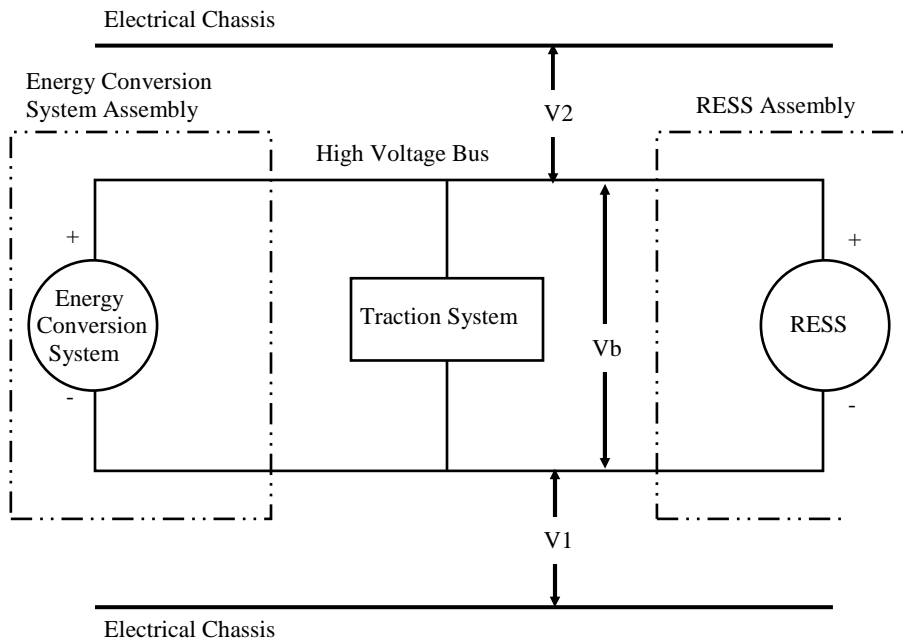 Electrical Chassis
Energy Conversion
System Assembly
V2
RESS Assembly
High Voltage Bus
+
+
Energy
Conversion
System
Traction System
Vb
RESS
-
-
V1
Electrical Chassis